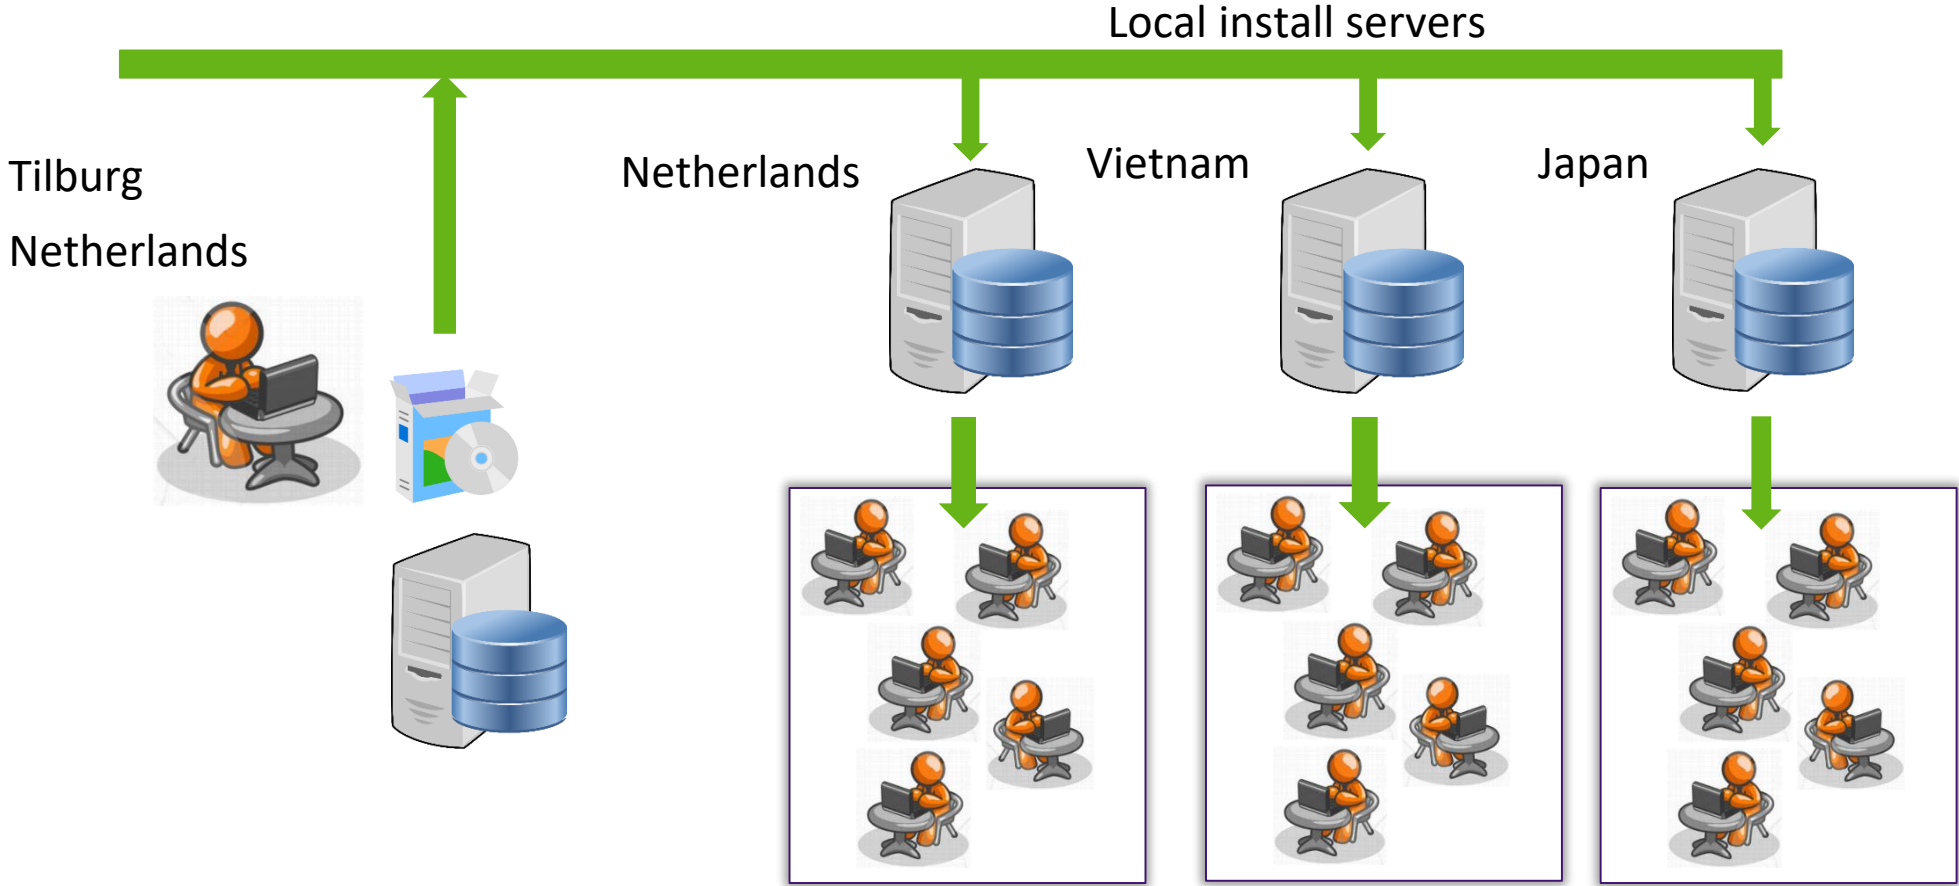 Local install servers
Tilburg
Netherlands
Netherlands
Vietnam
Japan